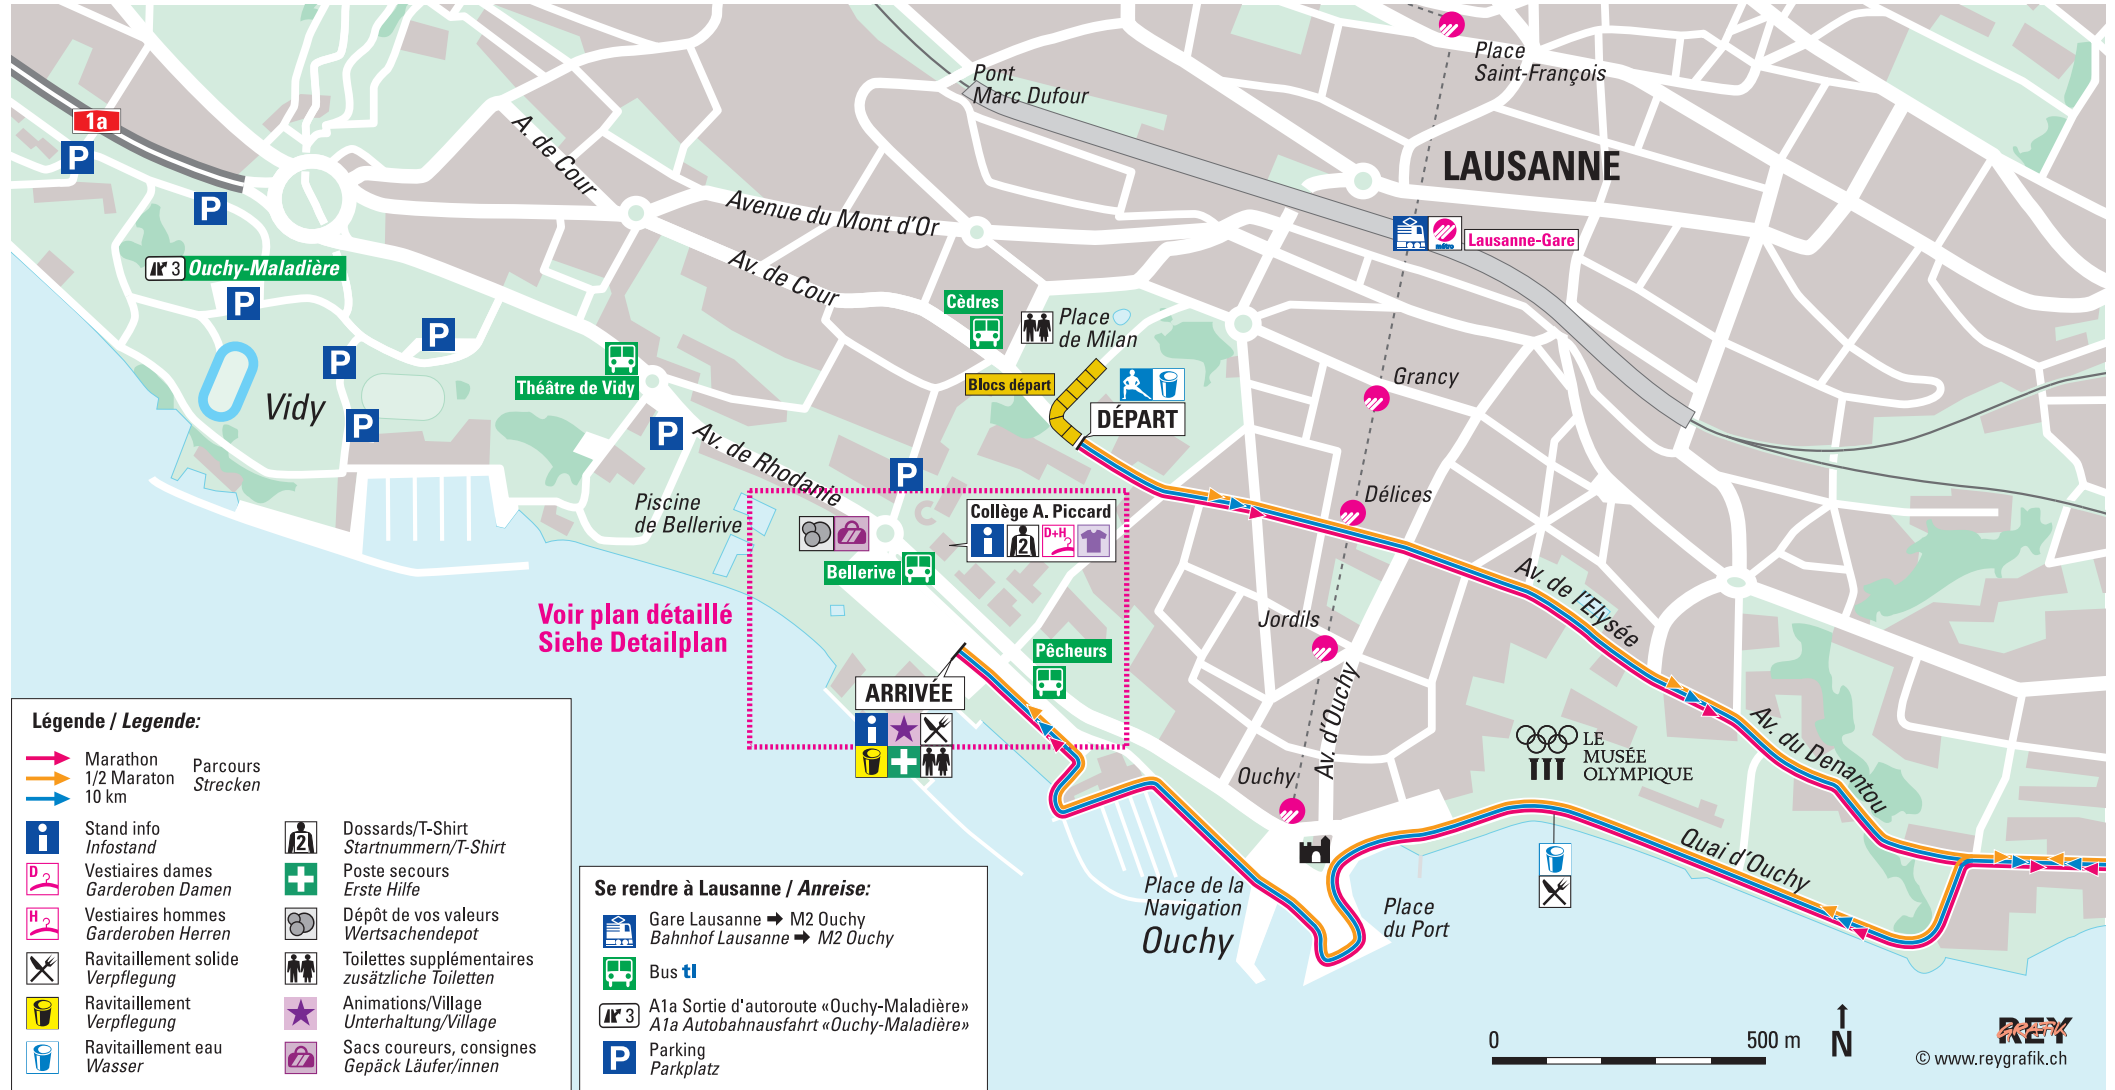 Place
Saint-François
Pont
Marc Dufour
1a
P
A. de Cour
LAUSANNE
P
Avenue du Mont d'Or
métro
Lausanne-Gare
3 Ouchy-Maladière
Av. de Cour
P
Cèdres
Place
de Milan
P
P
Théâtre de Vidy
Blocs départ
Grancy
Vidy
DÉPART
P
P
Av. de Rhodanie
P
Délices
Piscine
de Bellerive
Collège A. Piccard
i
2
D+H
Bellerive
Av. de l'Elysée
Voir plan détaillé
Siehe Detailplan
Jordils
Pêcheurs
ARRIVÉE
i
Av. d'Ouchy
Av. du Denantou
LE
MUSÉE
OLYMPIQUE
Ouchy
Quai d'Ouchy
Place de la
Navigation
Ouchy
Place
du Port
Légende / Legende:
Marathon
1/2 Maraton
10 km
Parcours
Strecken
i
Stand info
Infostand
D
Vestiaires dames
Garderoben Damen
H
Vestiaires hommes
Garderoben Herren
Ravitaillement solide
Verpflegung
Ravitaillement
Verpflegung
Ravitaillement eau
Wasser
2
Dossards/T-Shirt
Startnummern/T-Shirt
Poste secours
Erste Hilfe
Dépôt de vos valeurs
Wertsachendepot
Toilettes supplémentaires
zusätzliche Toiletten
Animations/Village
Unterhaltung/Village
Sacs coureurs, consignes
Gepäck Läufer/innen
Se rendre à Lausanne / Anreise:
Gare Lausanne ➡ M2 Ouchy
Bahnhof Lausanne ➡ M2 Ouchy
Bus tl
3
A1a Sortie d'autoroute «Ouchy-Maladière»
A1a Autobahnausfahrt «Ouchy-Maladière»
P
Parking
Parkplatz
0 500 m
N
REY
GRAFIK
© www.reygrafik.ch